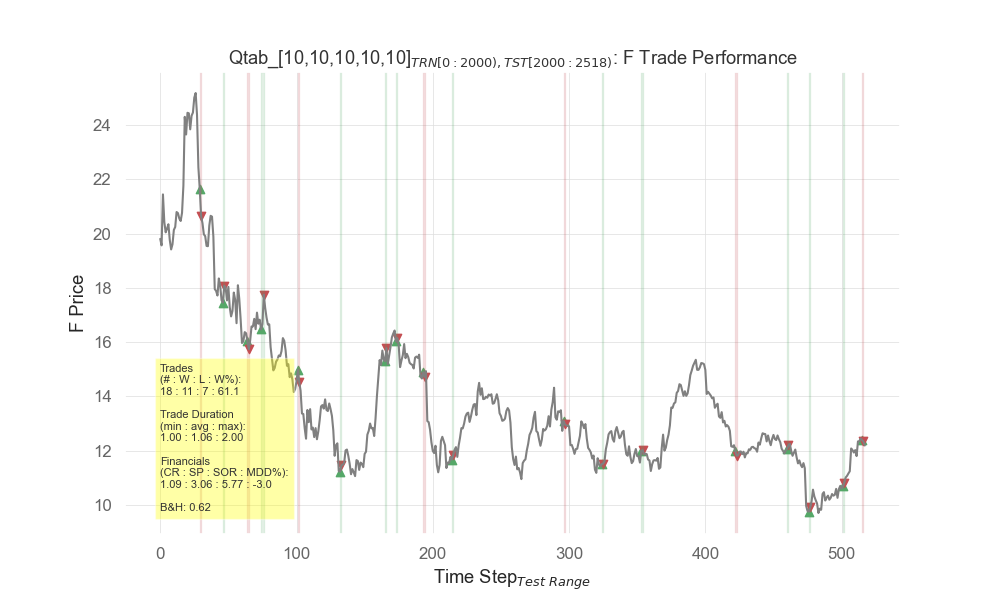 Qtab_[10,10,10,10,10]TRN[0 : 2000), TST[2000 : 2518): F Trade Performance
24
22
20
18
16
14
12
10
F Price
Trades
(# : W : L : W%):
18 : 11 : 7 : 61.1
Trade Duration
(min : avg : max):
1.00 : 1.06 : 2.00
Financials
(CR : SP : SOR : MDD%):
1.09 : 3.06 : 5.77 : -3.0
B&H: 0.62
0 100 200 300 400 500
Time StepTest Range